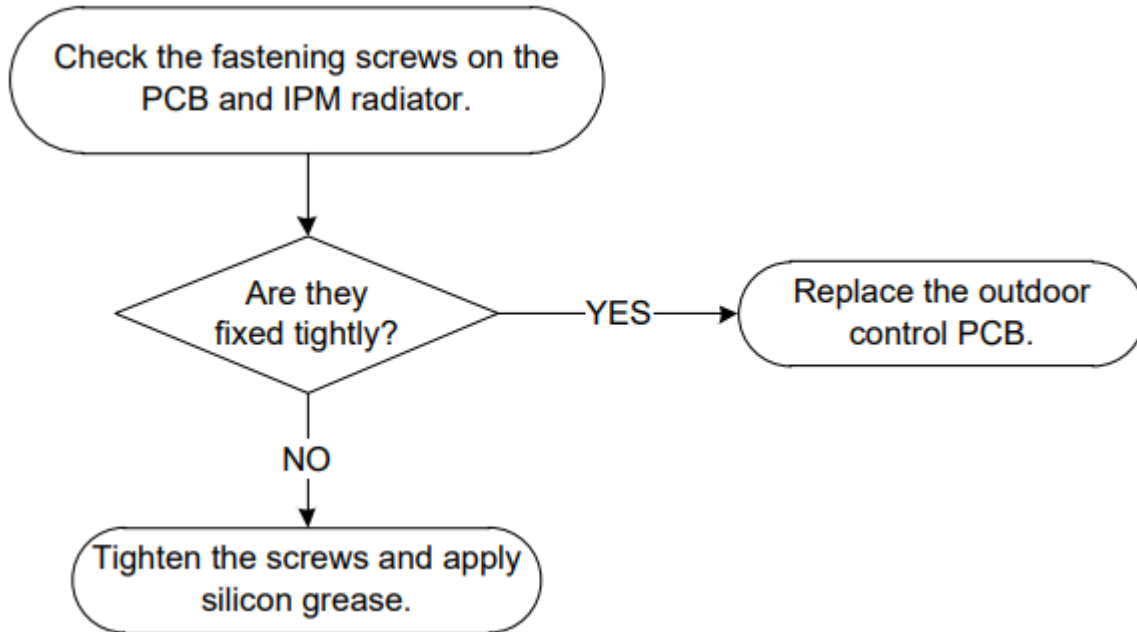 Check the fastening screws on the
PCB and IPM radiator.
Are they
fixed tightly?
YES
Replace the outdoor
control PCB.
NO
Tighten the screws and apply
silicon grease.